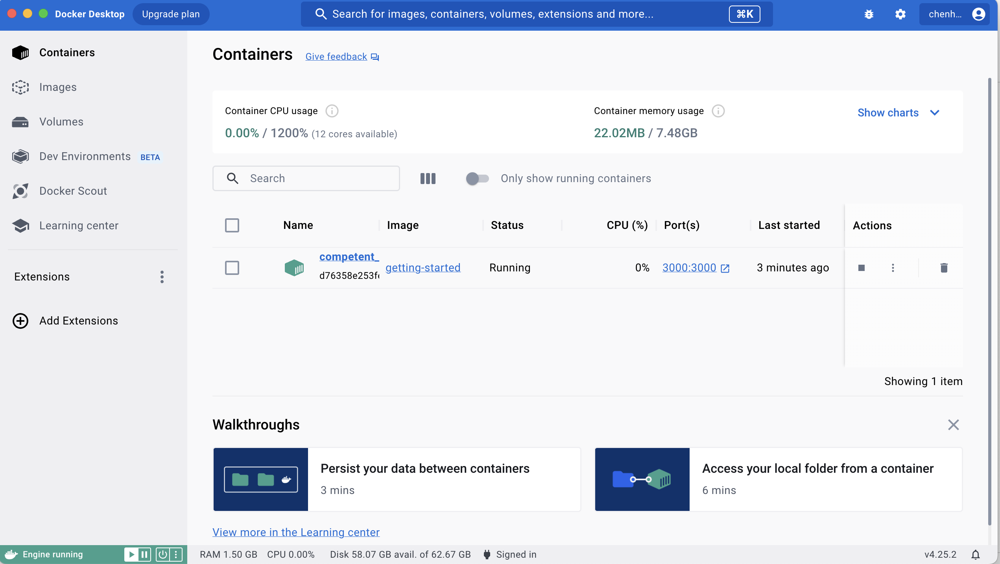 Docker Desktop
Upgrade plan
Search for images, containers, volumes, extensions and more...
⌘K
chenh...
Containers
Images
Volumes
Dev Environments BETA
Docker Scout
Learning center
Extensions
Add Extensions
Containers
Give feedback
Container CPU usage
0.00% / 1200% (12 cores available)
Container memory usage
22.02MB / 7.48GB
Show charts
Search
Only show running containers
Name Image Status CPU (%) Port(s) Last started Actions
competent_
d76358e253fe
getting-started Running 0% 3000:3000 3 minutes ago
Showing 1 item
Walkthroughs
Persist your data between containers
3 mins
Access your local folder from a container
6 mins
View more in the Learning center
Engine running
RAM 1.50 GB CPU 0.00% Disk 58.07 GB avail. of 62.67 GB Signed in
v4.25.2